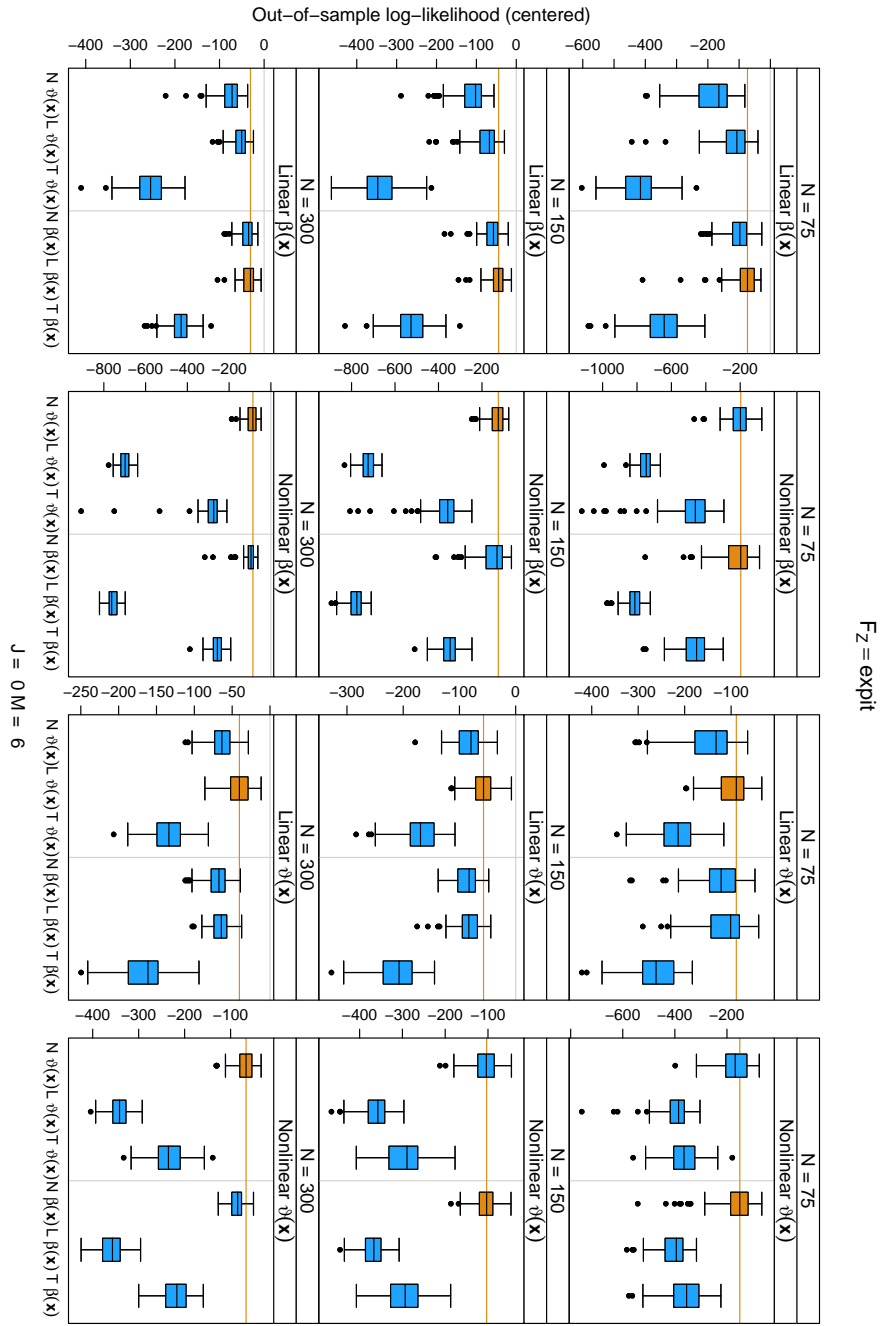 F_Z = expit
N = 75
N = 75
N = 75
N = 75
Linear β(x)
Nonlinear β(x)
Linear ϑ(x)
Nonlinear ϑ(x)
−600 −400 −200
−1000 −600 −200
−400 −300 −200 −100
−600 −400 −200
N = 150
N = 150
N = 150
N = 150
Linear β(x)
Nonlinear β(x)
Linear ϑ(x)
Nonlinear ϑ(x)
−400 −300 −200 −100 0
−800 −600 −400 −200
−300 −200 −100 0
−400 −300 −200 −100
N = 300
N = 300
N = 300
N = 300
Linear β(x)
Nonlinear β(x)
Linear ϑ(x)
Nonlinear ϑ(x)
−400 −300 −200 −100 0
−800 −600 −400 −200
−250 −200 −150 −100 −50
−400 −300 −200 −100
Out−of−sample log−likelihood (centered)
N ϑ(x) L ϑ(x) T ϑ(x) N β(x) L β(x) T β(x)
N ϑ(x) L ϑ(x) T ϑ(x) N β(x) L β(x) T β(x)
N ϑ(x) L ϑ(x) T ϑ(x) N β(x) L β(x) T β(x)
N ϑ(x) L ϑ(x) T ϑ(x) N β(x) L β(x) T β(x)
J = 0 M = 6